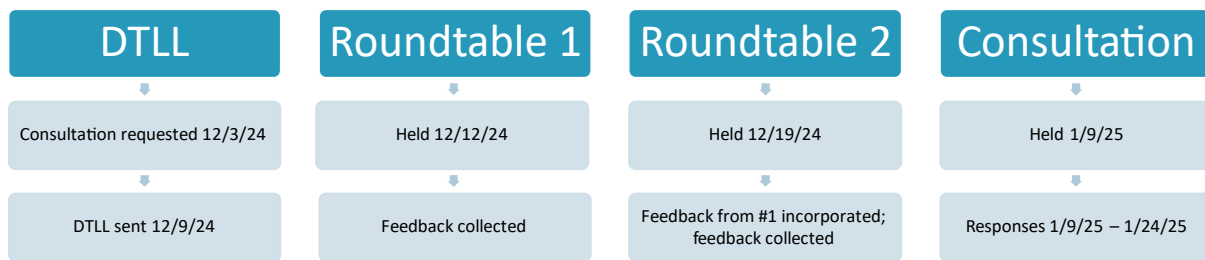 DTLL
Consultation requested 12/3/24
DTLL sent 12/9/24
Roundtable 1
Held 12/12/24
Feedback collected
Roundtable 2
Held 12/19/24
Feedback from #1 incorporated;
feedback collected
Consultation
Held 1/9/25
Responses 1/9/25 – 1/24/25